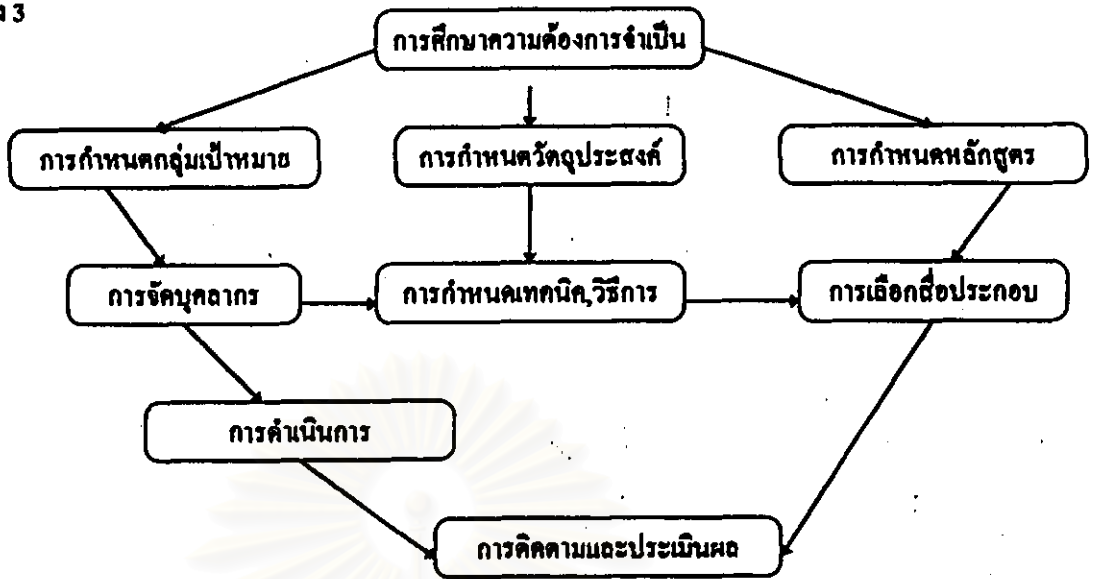 3
การศึกษาความต้องการจำเป็น
การกำหนดกลุ่มเป้าหมาย
การกำหนดวัตถุประสงค์
การกำหนดหลักสูตร
การจัดบุคลากร
การกำหนดเทคนิค,วิธีการ
การเลือกสื่อประกอบ
การดำเนินการ
การติดตามและประเมินผล